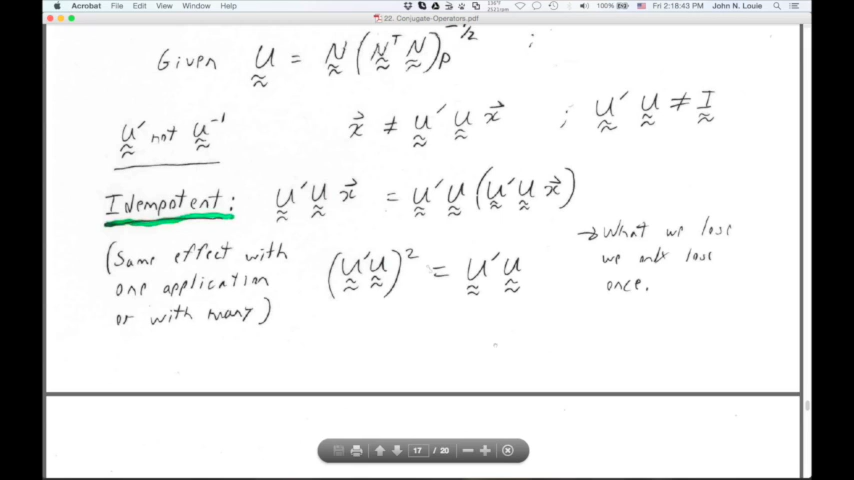 Acrobat File Edit View Window Help 100% Fri 2:18:43 PM John N. Louie
22. Conjugate-Operators.pdf
Given U = N (NᵀN)p^-1/2 ;
U′ not U⁻¹ x⃗ ≠ U′ U x⃗ ; U′ U ≠ I
Idempotent: U′ U x⃗ = U′ U (U′ U x⃗)
(Same effect with
one application
or with many)
(U′U)² = U′ U
→ What we lose
we only lose
once.
17 / 20